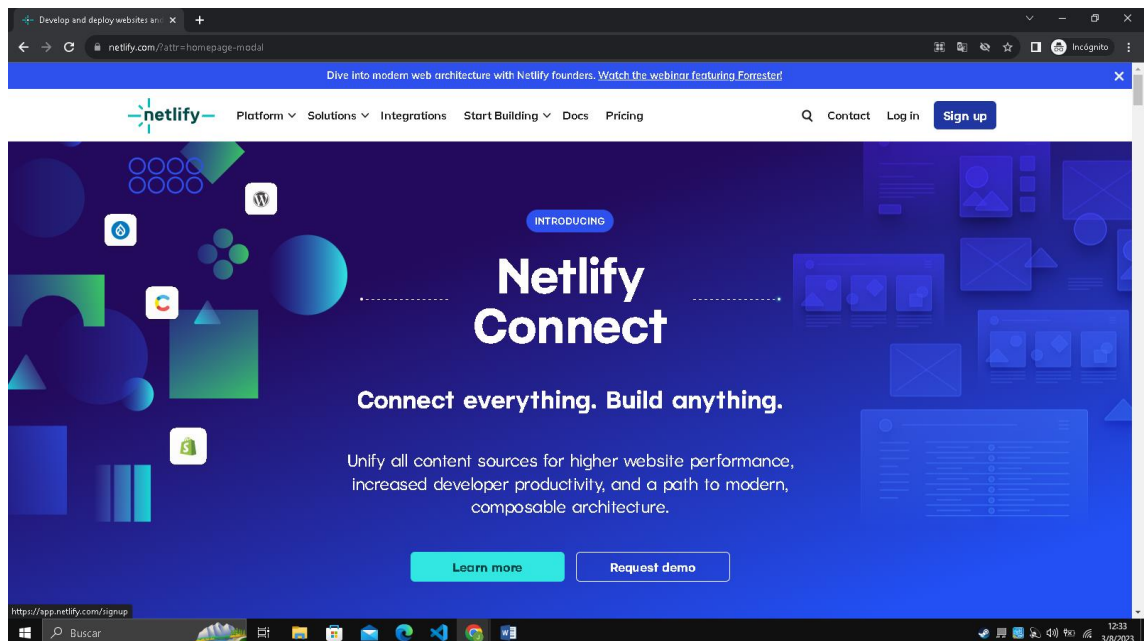 Develop and deploy websites and
netlify.com/?attr=homepage-modal
Incógnito
Dive into modern web architecture with Netlify founders. Watch the webinar featuring Forrester!
netlify
Platform Solutions Integrations Start Building Docs Pricing Contact Log in Sign up
INTRODUCING
Netlify
Connect
Connect everything. Build anything.
Unify all content sources for higher website performance,
increased developer productivity, and a path to modern,
composable architecture.
Learn more Request demo
https://app.netlify.com/signup
Buscar
12:33
3/8/2023